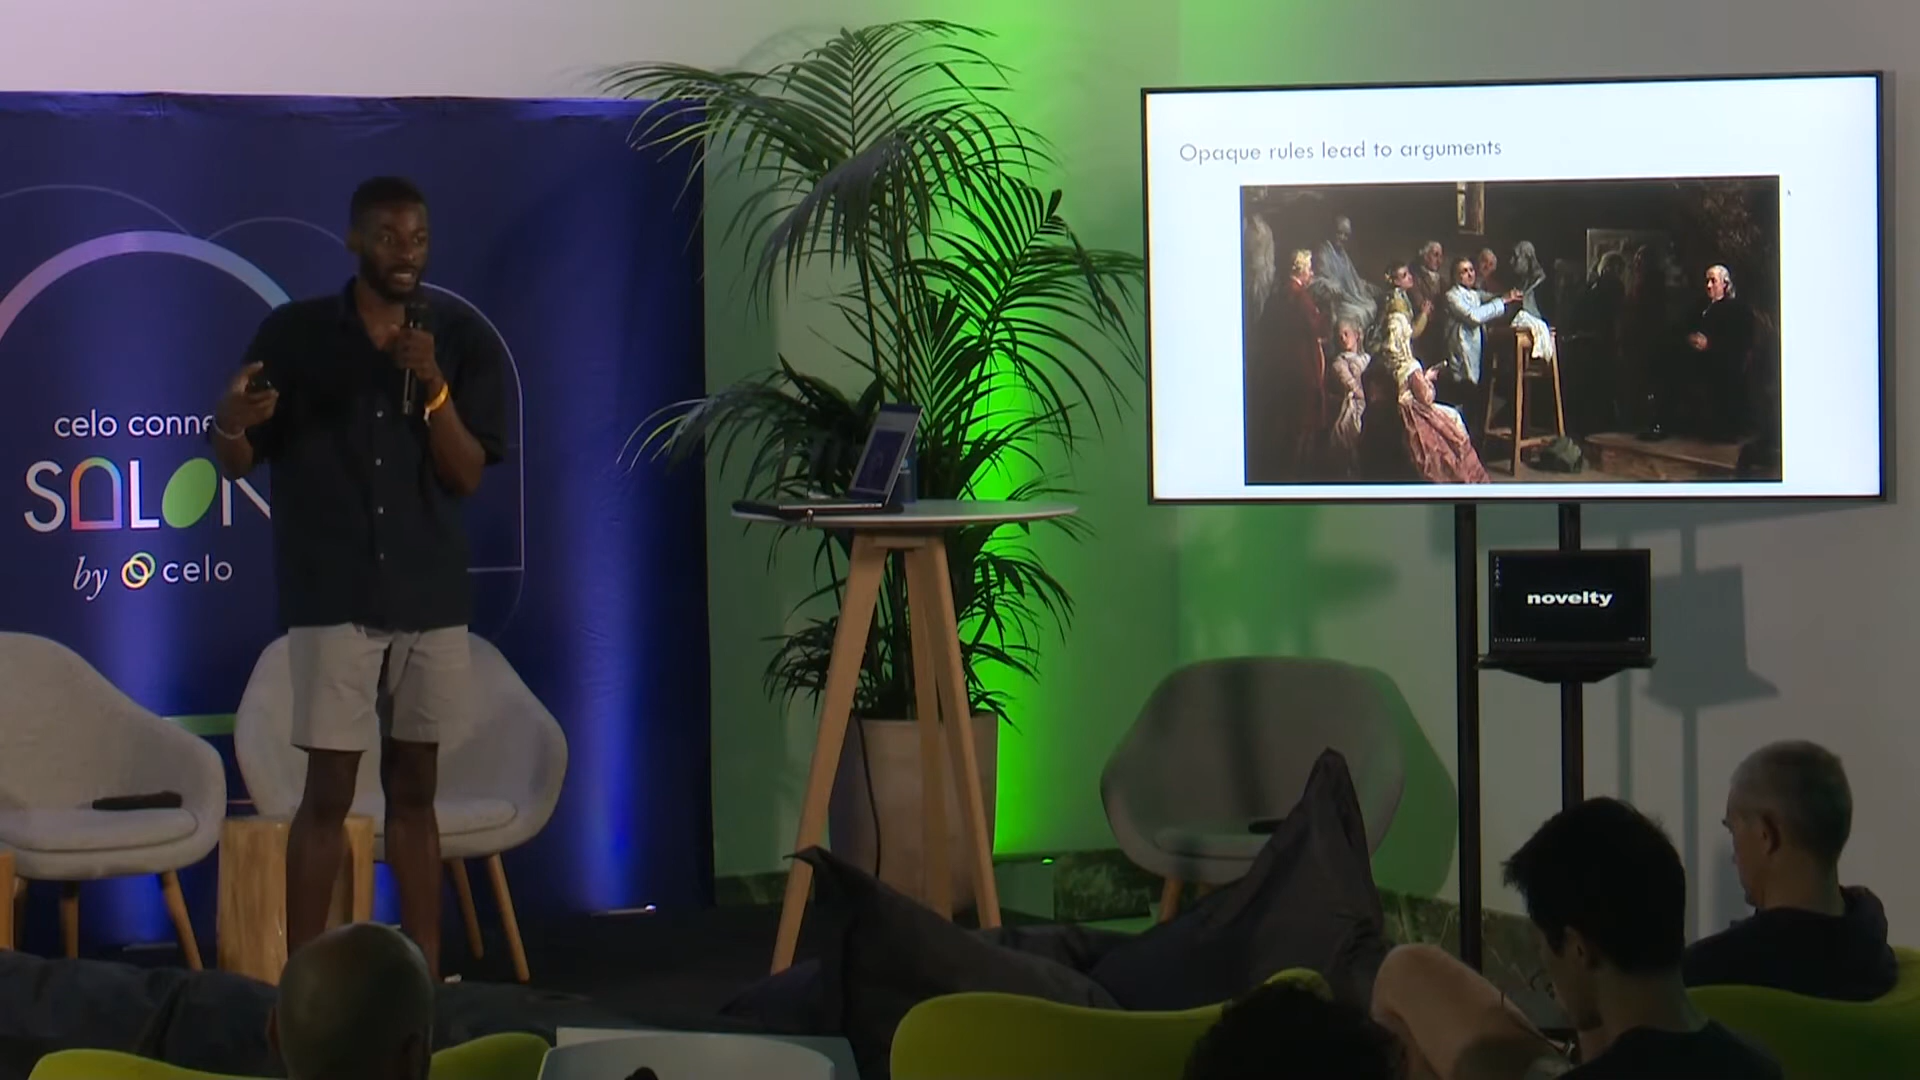 celo conne
SALON
by celo
Opaque rules lead to arguments
novelty